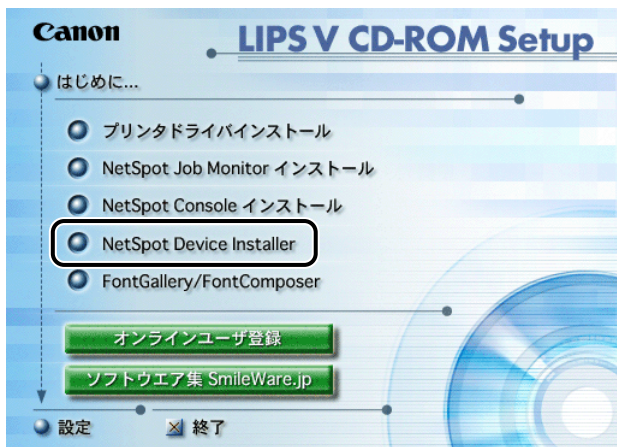 Canon
LIPS V CD-ROM Setup
はじめに...
プリンタドライバインストール
NetSpot Job Monitor インストール
NetSpot Console インストール
NetSpot Device Installer
FontGallery/FontComposer
オンラインユーザ登録
ソフトウエア集 SmileWare.jp
設定
終了